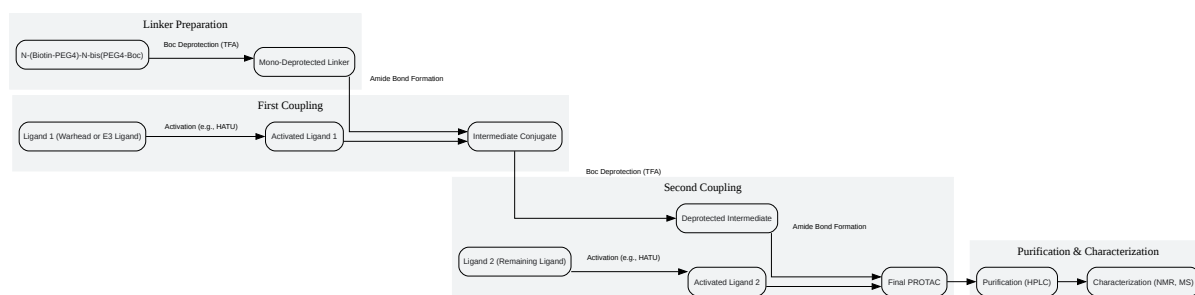 Linker Preparation
N-(Biotin-PEG4)-N-bis(PEG4-Boc)
Boc Deprotection (TFA)
Mono-Deprotected Linker
Amide Bond Formation
First Coupling
Ligand 1 (Warhead or E3 Ligand)
Activation (e.g., HATU)
Activated Ligand 1
Intermediate Conjugate
Boc Deprotection (TFA)
Second Coupling
Deprotected Intermediate
Amide Bond Formation
Ligand 2 (Remaining Ligand)
Activation (e.g., HATU)
Activated Ligand 2
Final PROTAC
Purification & Characterization
Purification (HPLC)
Characterization (NMR, MS)